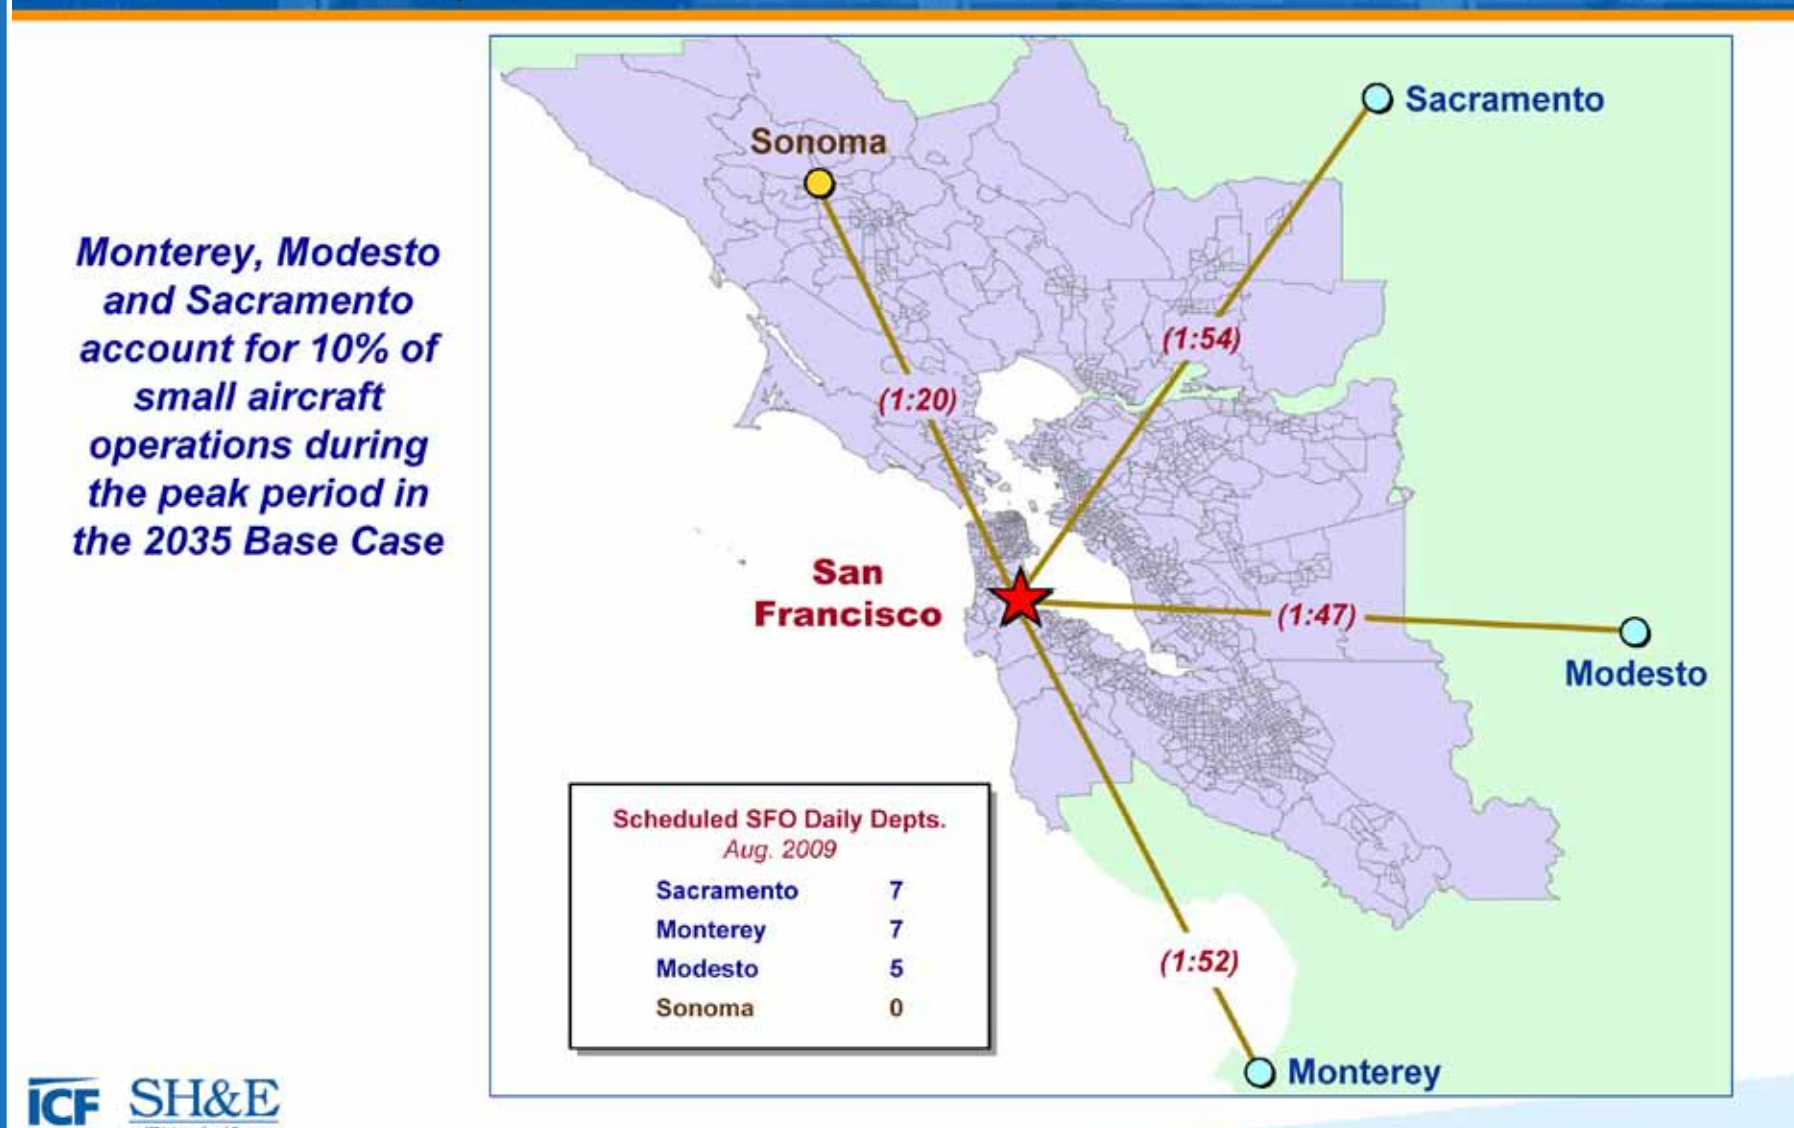 Monterey, Modesto
and Sacramento
account for 10% of
small aircraft
operations during
the peak period in
the 2035 Base Case
Sonoma
Sacramento
(1:54)
(1:20)
San
Francisco
(1:47)
Modesto
(1:52)
Monterey
Scheduled SFO Daily Depts.
Aug. 2009
Sacramento 7
Monterey 7
Modesto 5
Sonoma 0
ICF SH&E